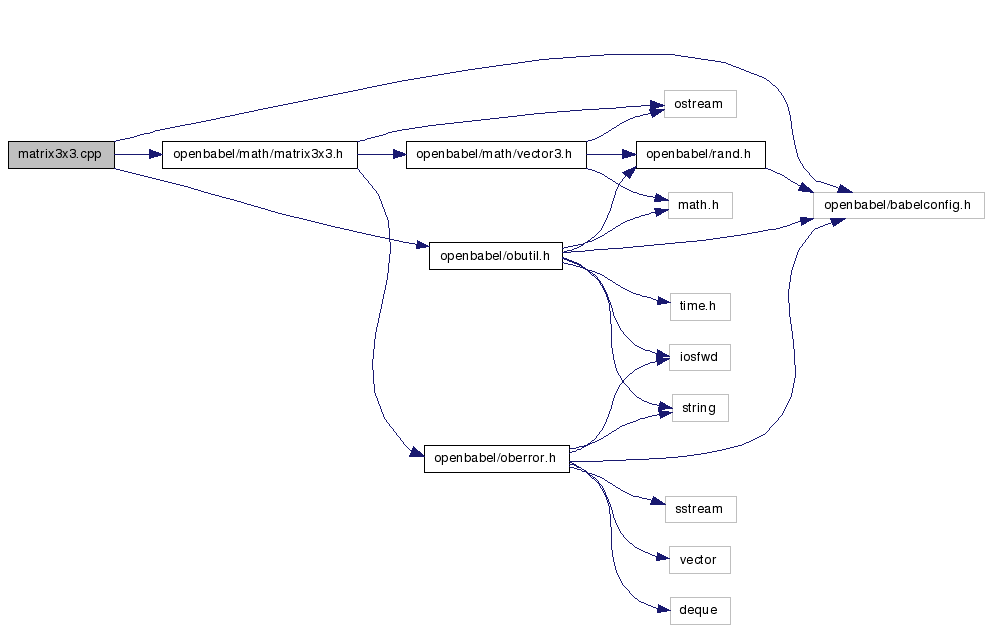 ostream
matrix3x3.cpp
openbabel/math/matrix3x3.h
openbabel/math/vector3.h
openbabel/rand.h
math.h
openbabel/babelconfig.h
openbabel/obutil.h
time.h
iosfwd
string
openbabel/oberror.h
sstream
vector
deque